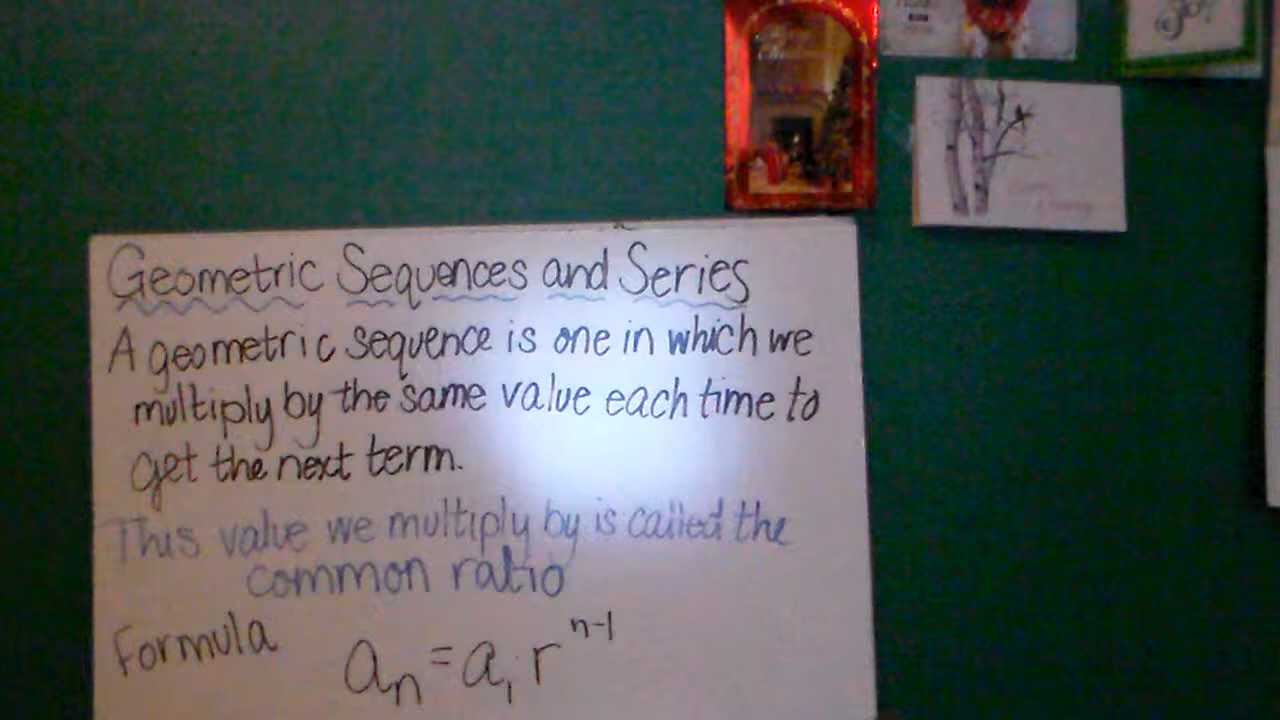 Geometric Sequences and Series
A geometric sequence is one in which we
multiply by the same value each time to
get the next term.
This value we multiply by is called the
common ratio
Formula aₙ = a₁ rⁿ⁻¹